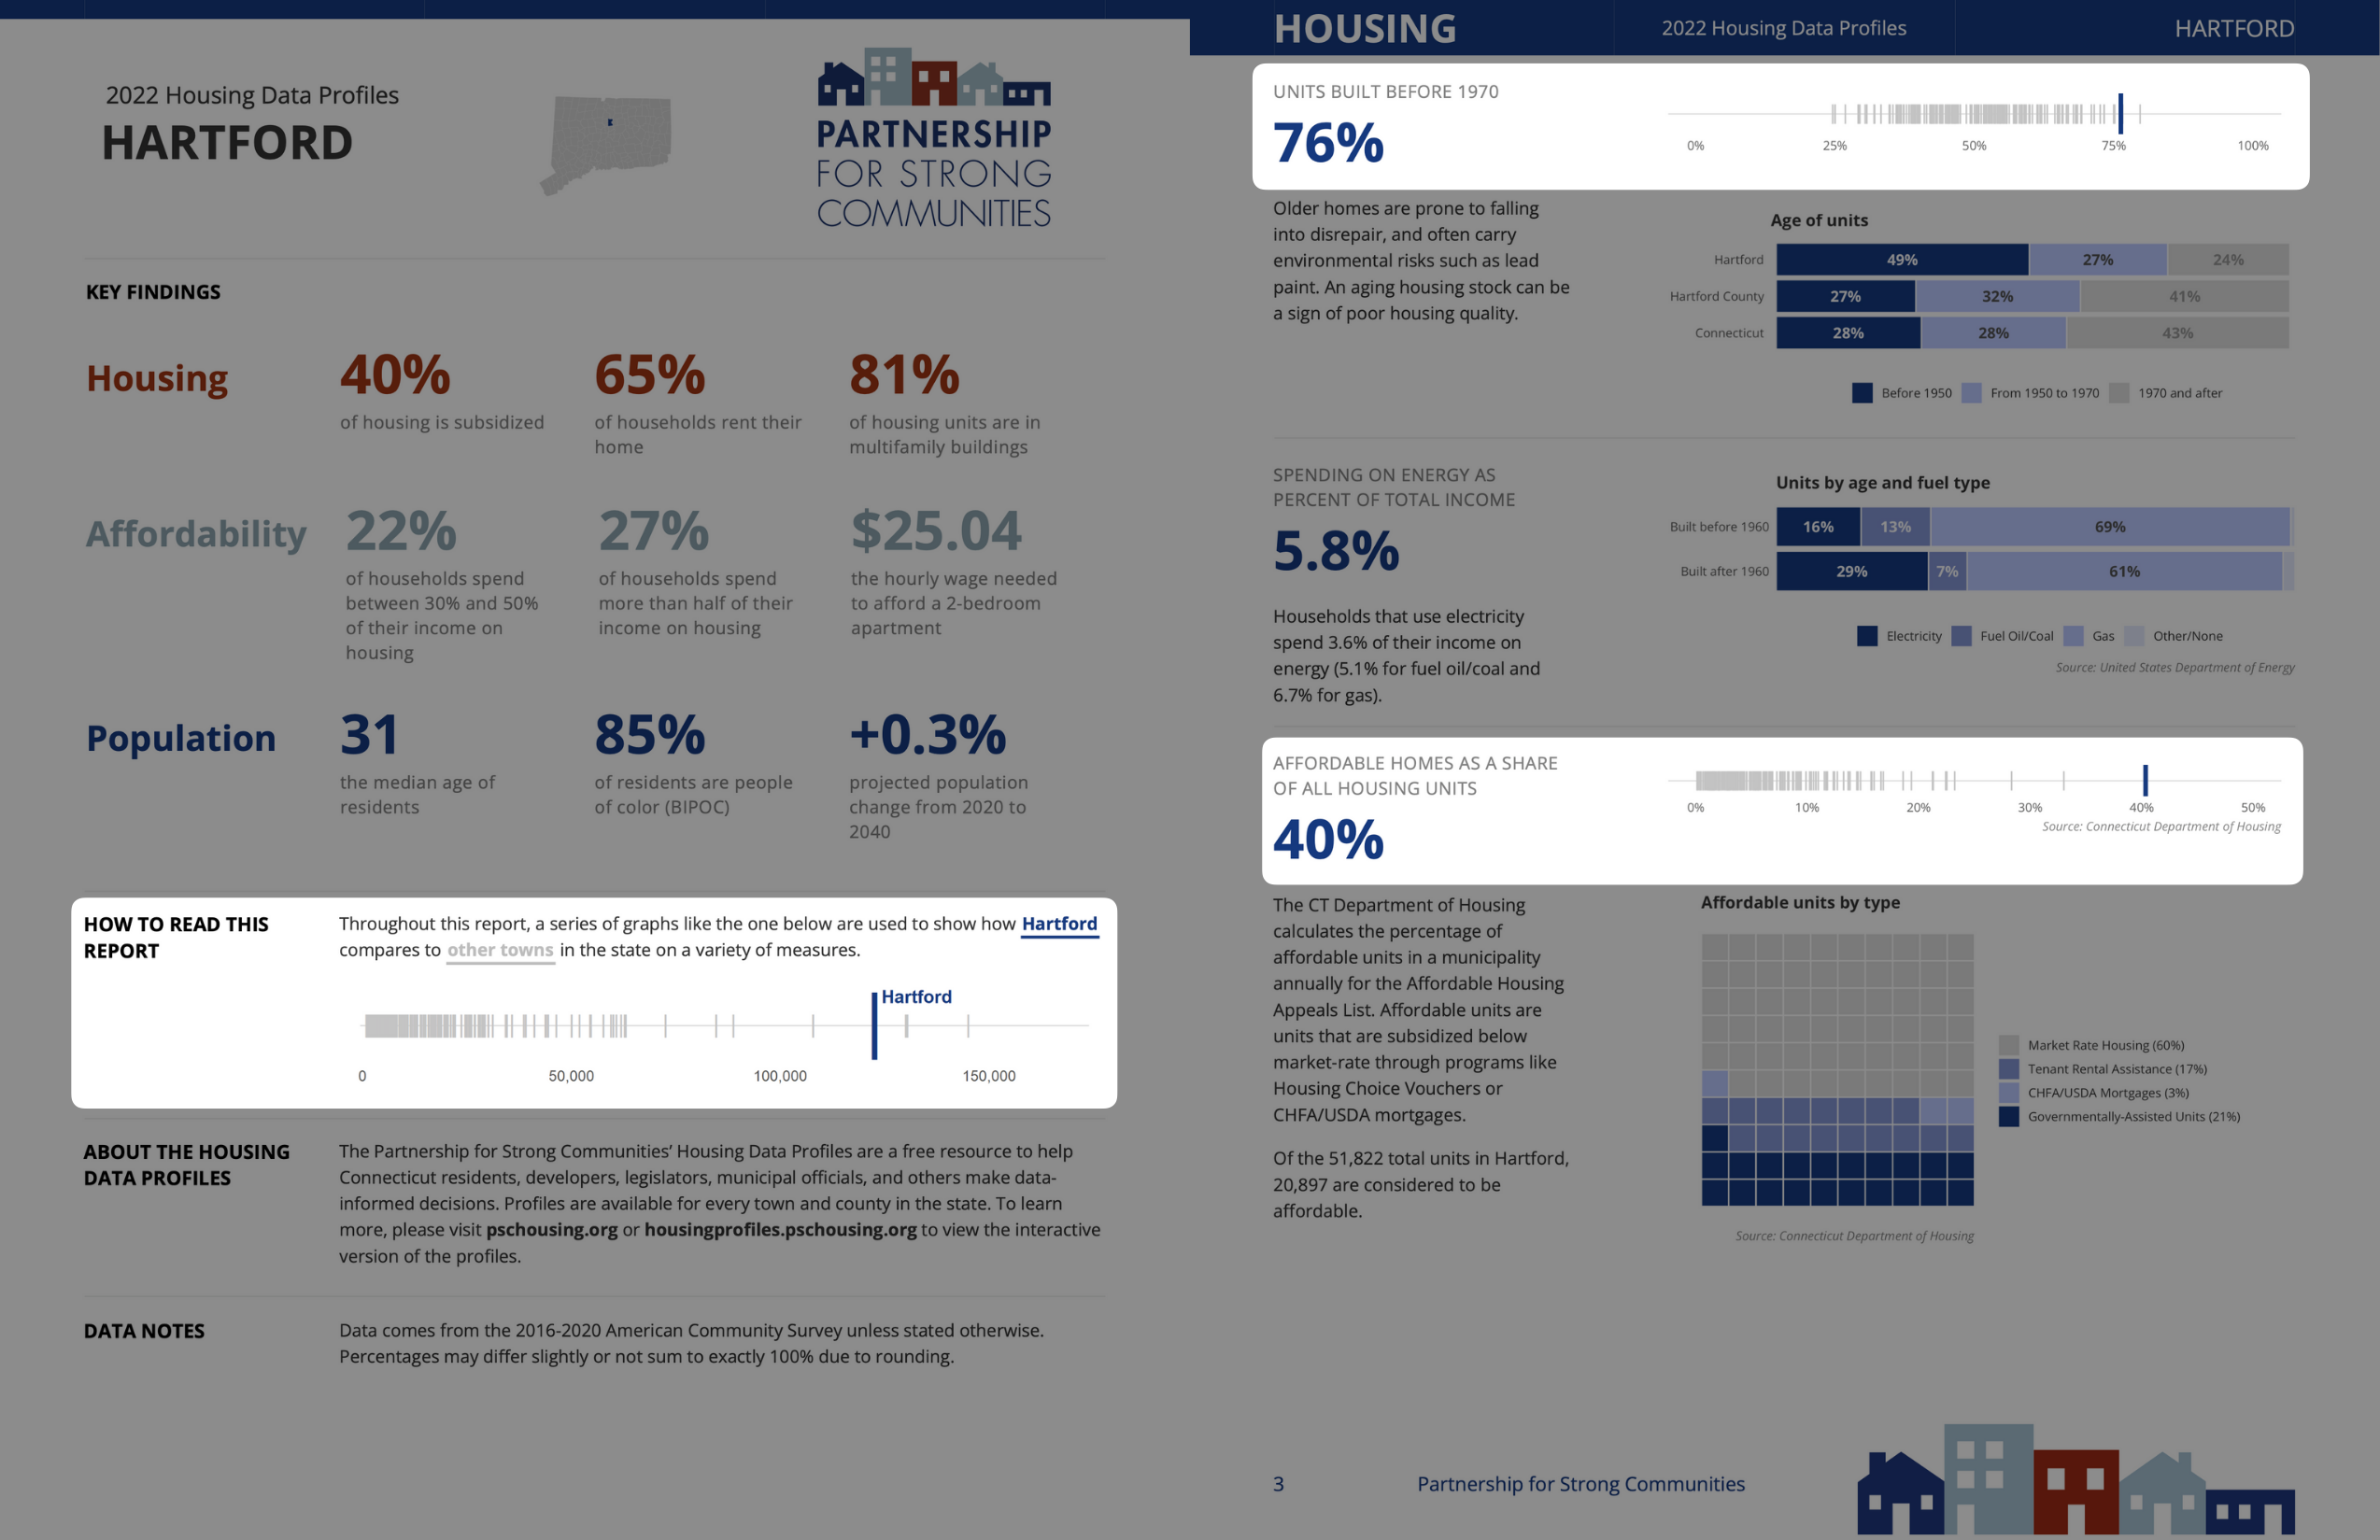 2022 Housing Data Profiles
HARTFORD
PARTNERSHIP
FOR STRONG
COMMUNITIES
KEY FINDINGS
Housing
40%
of housing is subsidized
65%
of households rent their
home
81%
of housing units are in
multifamily buildings
Affordability
22%
of households spend
between 30% and 50%
of their income on
housing
27%
of households spend
more than half of their
income on housing
$25.04
the hourly wage needed
to afford a 2-bedroom
apartment
Population
31
the median age of
residents
85%
of residents are people
of color (BIPOC)
+0.3%
projected population
change from 2020 to
2040
HOW TO READ THIS
REPORT
Throughout this report, a series of graphs like the one below are used to show how Hartford
compares to other towns in the state on a variety of measures.
Hartford
0 50,000 100,000 150,000
ABOUT THE HOUSING
DATA PROFILES
The Partnership for Strong Communities' Housing Data Profiles are a free resource to help
Connecticut residents, developers, legislators, municipal officials, and others make data-
informed decisions. Profiles are available for every town and county in the state. To learn
more, please visit pschousing.org or housingprofiles.pschousing.org to view the interactive
version of the profiles.
DATA NOTES
Data comes from the 2016-2020 American Community Survey unless stated otherwise.
Percentages may differ slightly or not sum to exactly 100% due to rounding.
HOUSING 2022 Housing Data Profiles HARTFORD
UNITS BUILT BEFORE 1970
76%
0% 25% 50% 75% 100%
Older homes are prone to falling
into disrepair, and often carry
environmental risks such as lead
paint. An aging housing stock can be
a sign of poor housing quality.
Age of units
Hartford 49% 27% 24%
Hartford County 27% 32% 41%
Connecticut 28% 28% 43%
Before 1950 From 1950 to 1970 1970 and after
SPENDING ON ENERGY AS
PERCENT OF TOTAL INCOME
5.8%
Households that use electricity
spend 3.6% of their income on
energy (5.1% for fuel oil/coal and
6.7% for gas).
Units by age and fuel type
Built before 1960 16% 13% 69%
Built after 1960 29% 7% 61%
Electricity Fuel Oil/Coal Gas Other/None
Source: United States Department of Energy
AFFORDABLE HOMES AS A SHARE
OF ALL HOUSING UNITS
40%
0% 10% 20% 30% 40% 50%
Source: Connecticut Department of Housing
The CT Department of Housing
calculates the percentage of
affordable units in a municipality
annually for the Affordable Housing
Appeals List. Affordable units are
units that are subsidized below
market-rate through programs like
Housing Choice Vouchers or
CHFA/USDA mortgages.
Of the 51,822 total units in Hartford,
20,897 are considered to be
affordable.
Affordable units by type
Market Rate Housing (60%)
Tenant Rental Assistance (17%)
CHFA/USDA Mortgages (3%)
Governmentally-Assisted Units (21%)
Source: Connecticut Department of Housing
3 Partnership for Strong Communities